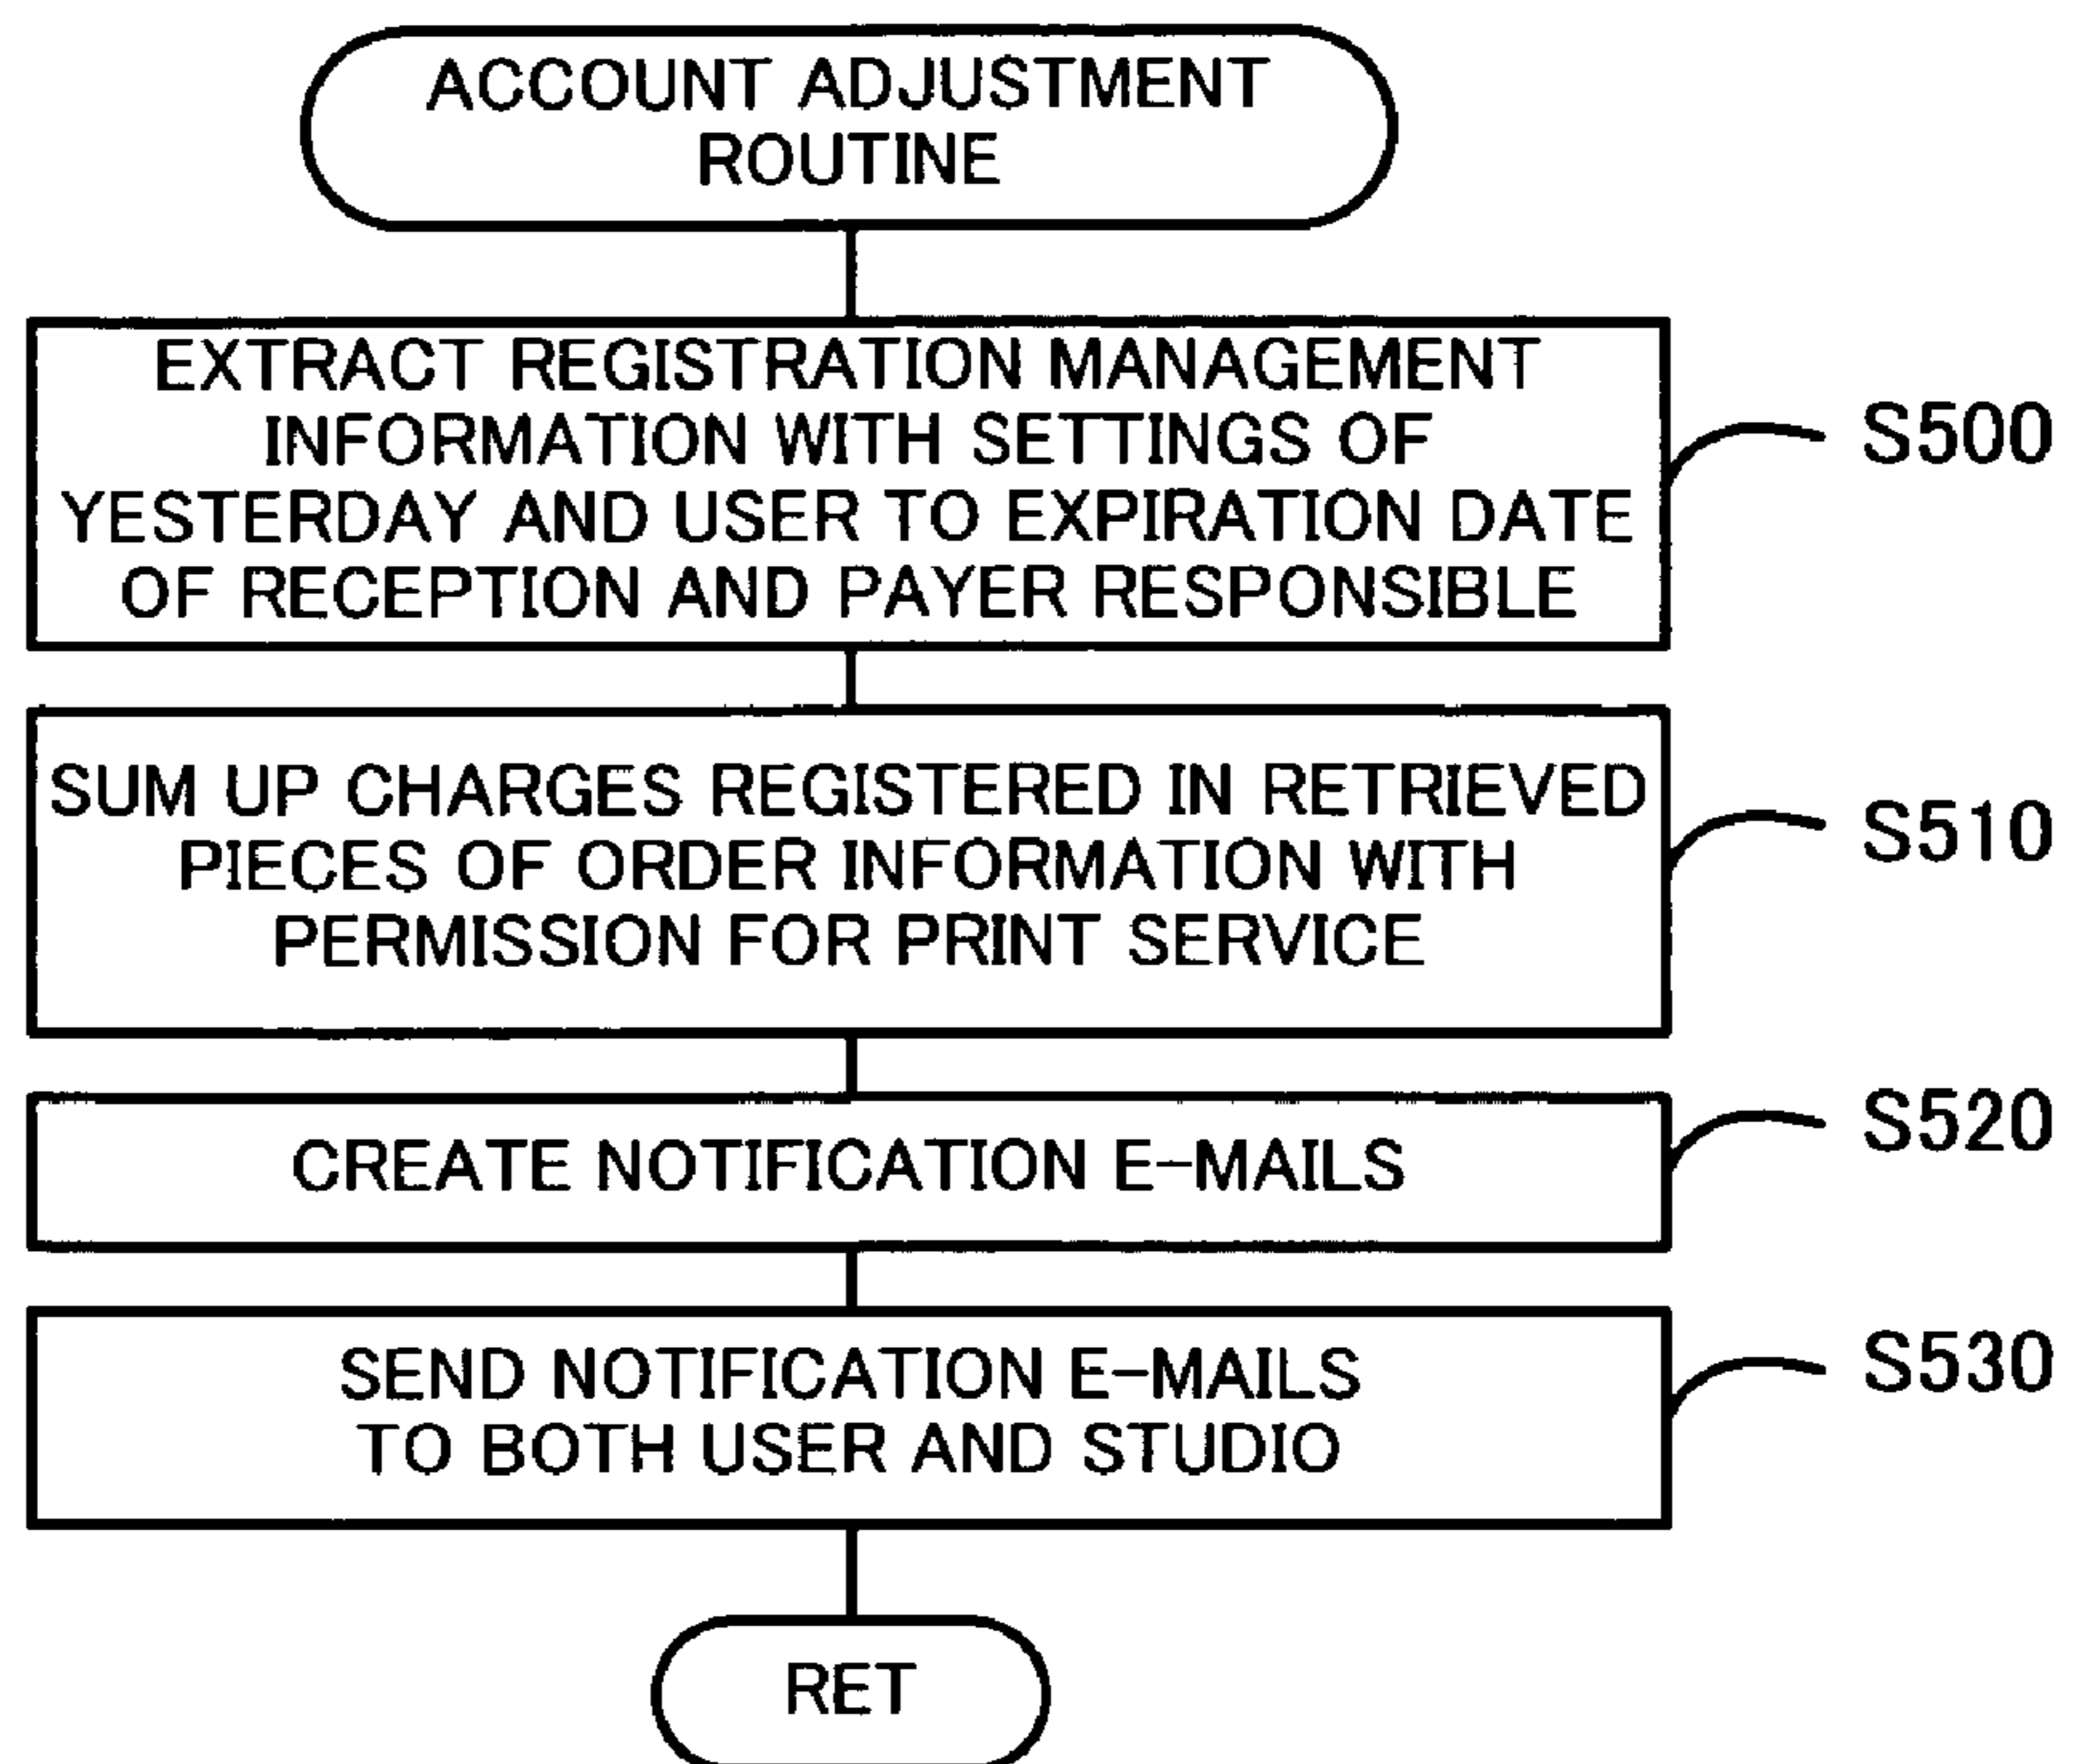 ACCOUNT ADJUSTMENT
ROUTINE
EXTRACT REGISTRATION MANAGEMENT
INFORMATION WITH SETTINGS OF
YESTERDAY AND USER TO EXPIRATION DATE
OF RECEPTION AND PAYER RESPONSIBLE
S500
SUM UP CHARGES REGISTERED IN RETRIEVED
PIECES OF ORDER INFORMATION WITH
PERMISSION FOR PRINT SERVICE
S510
CREATE NOTIFICATION E-MAILS
S520
SEND NOTIFICATION E-MAILS
TO BOTH USER AND STUDIO
S530
RET